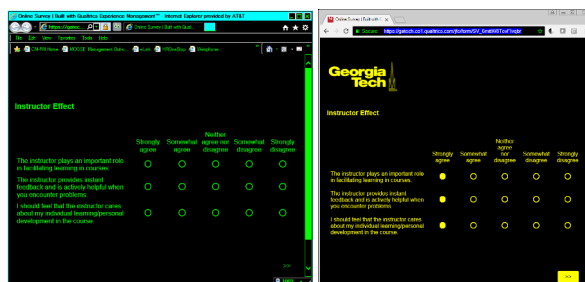 Online Survey | Built with Qualtrics Experience Management™ - Internet Explorer provided by AT&T
Online Survey | Built with Qual...
File Edit View Favorites Tools Help
Instructor Effect
Strongly agree
Somewhat agree
Neither agree nor disagree
Somewhat disagree
Strongly disagree
The instructor plays an important role
in facilitating learning in courses.
The instructor provides instant
feedback and is actively helpful when
you encounter problems.
I should feel that the instructor cares
about my individual learning/personal
development in the course
>>
Online Survey | Built with
Secure
Georgia
Tech
Instructor Effect
Strongly agree
Somewhat agree
Neither agree nor disagree
Somewhat disagree
Strongly disagree
The instructor plays an important role
in facilitating learning in courses.
The instructor provides instant
feedback and is actively helpful when
you encounter problems.
I should feel that the instructor cares
about my individual learning/personal
development in the course.
>>